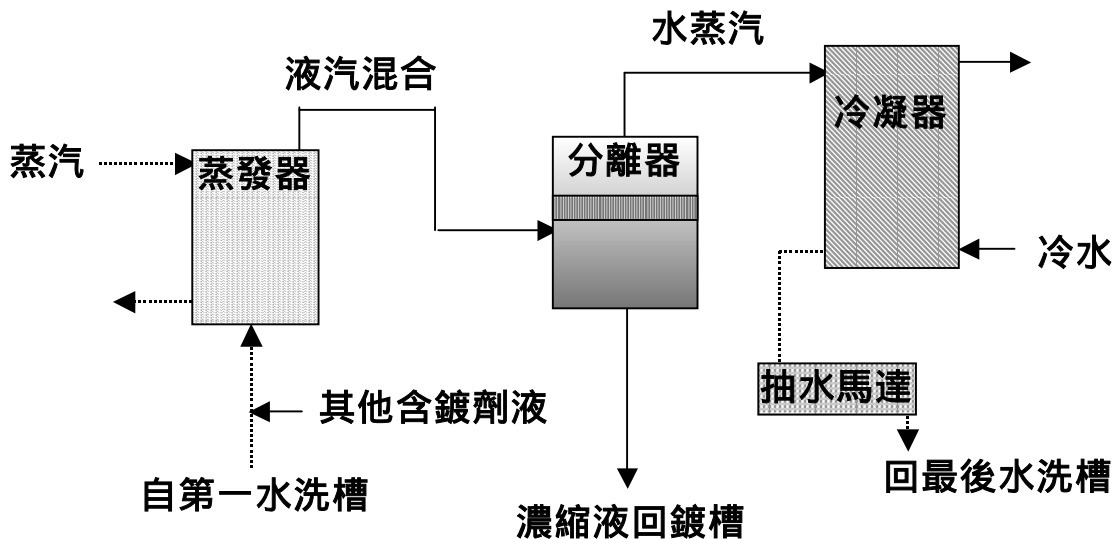 水蒸汽
液汽混合
冷凝器
蒸汽
蒸發器
分離器
冷水
抽水馬達
其他含鍍劑液
回最後水洗槽
自第一水洗槽
濃縮液回鍍槽